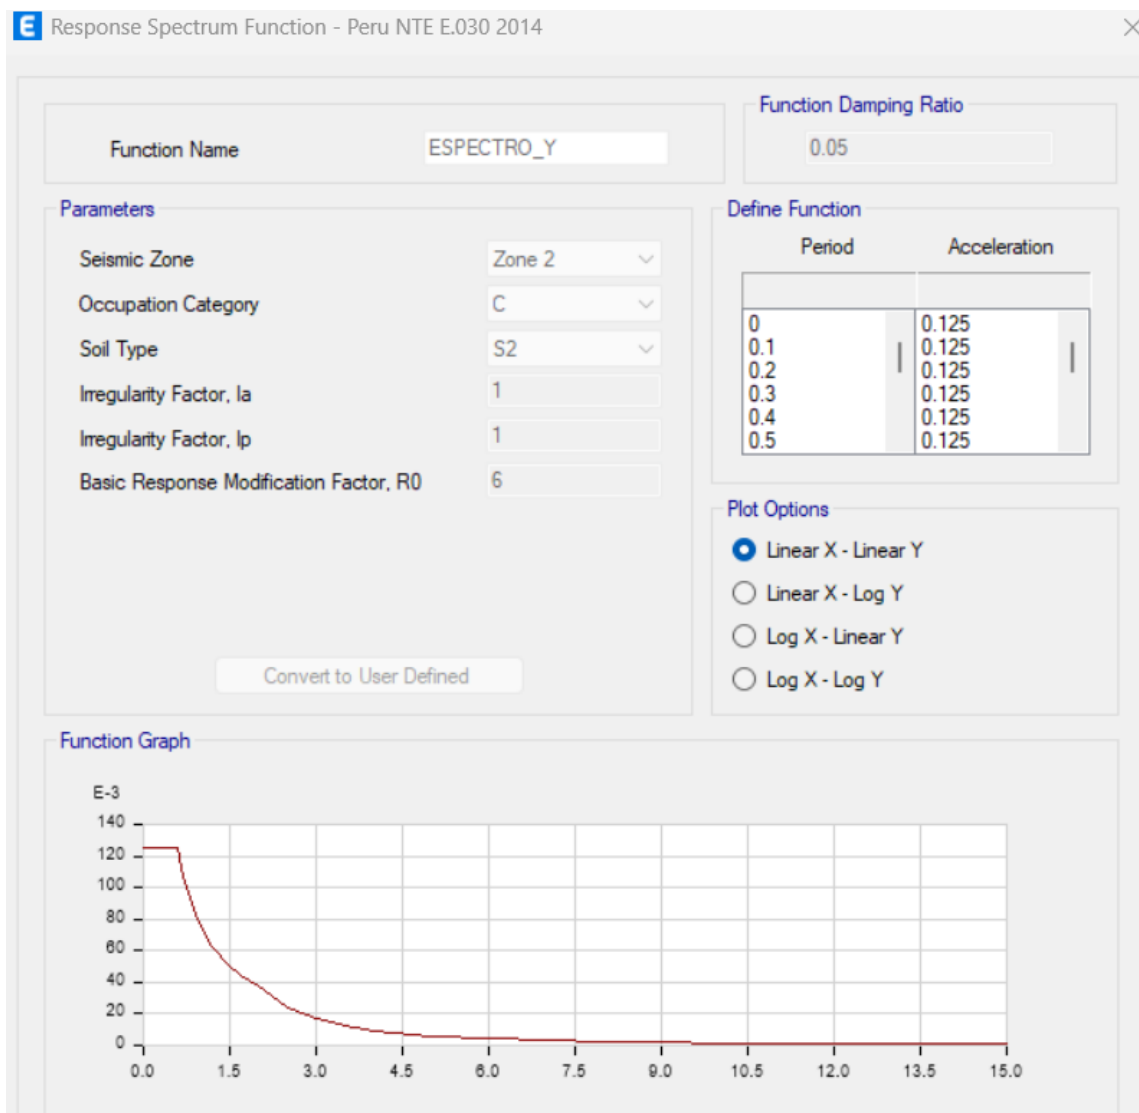 E Response Spectrum Function - Peru NTE E.030 2014
Function Name
ESPECTRO_Y
Function Damping Ratio
0.05
Parameters
Seismic Zone
Zone 2
Occupation Category
C
Soil Type
S2
Irregularity Factor, Ia
1
Irregularity Factor, Ip
1
Basic Response Modification Factor, R0
6
Convert to User Defined
Define Function
Period Acceleration
0 0.125
0.1 0.125
0.2 0.125
0.3 0.125
0.4 0.125
0.5 0.125
Plot Options
Linear X - Linear Y
Linear X - Log Y
Log X - Linear Y
Log X - Log Y
Function Graph
E-3
140
120
100
80
60
40
20
0
0.0 1.5 3.0 4.5 6.0 7.5 9.0 10.5 12.0 13.5 15.0